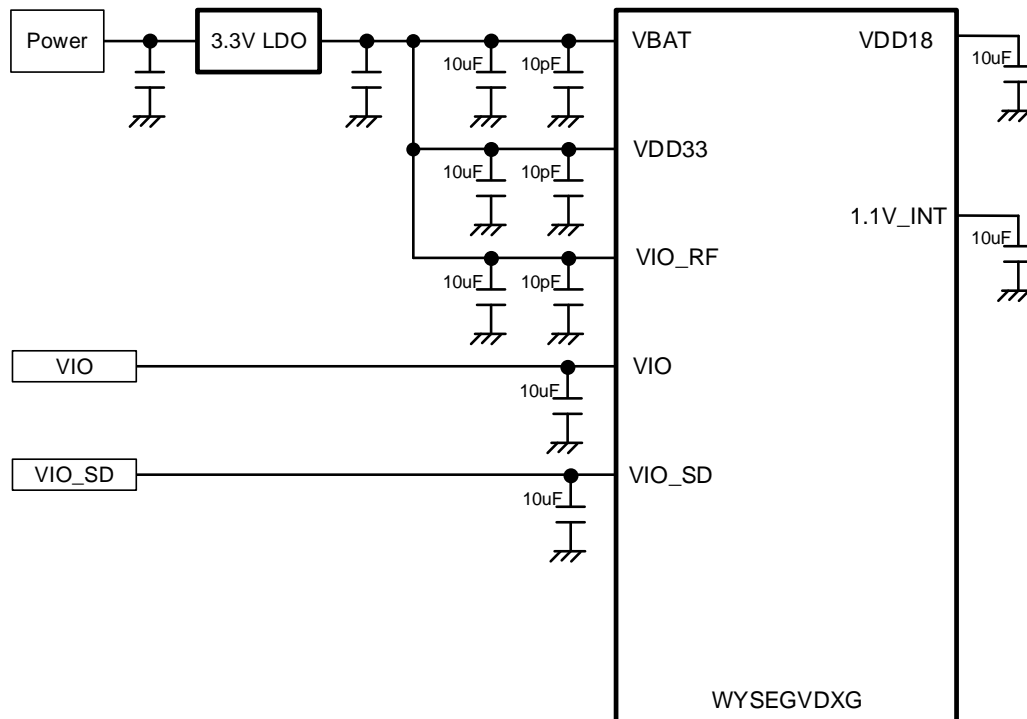 Power
3.3V LDO
VBAT
VDD18
10uF
10pF
10uF
VDD33
10uF
10pF
1.1V_INT
10uF
VIO_RF
10uF
10pF
VIO
VIO
10uF
VIO_SD
VIO_SD
10uF
WYSEGVDXG